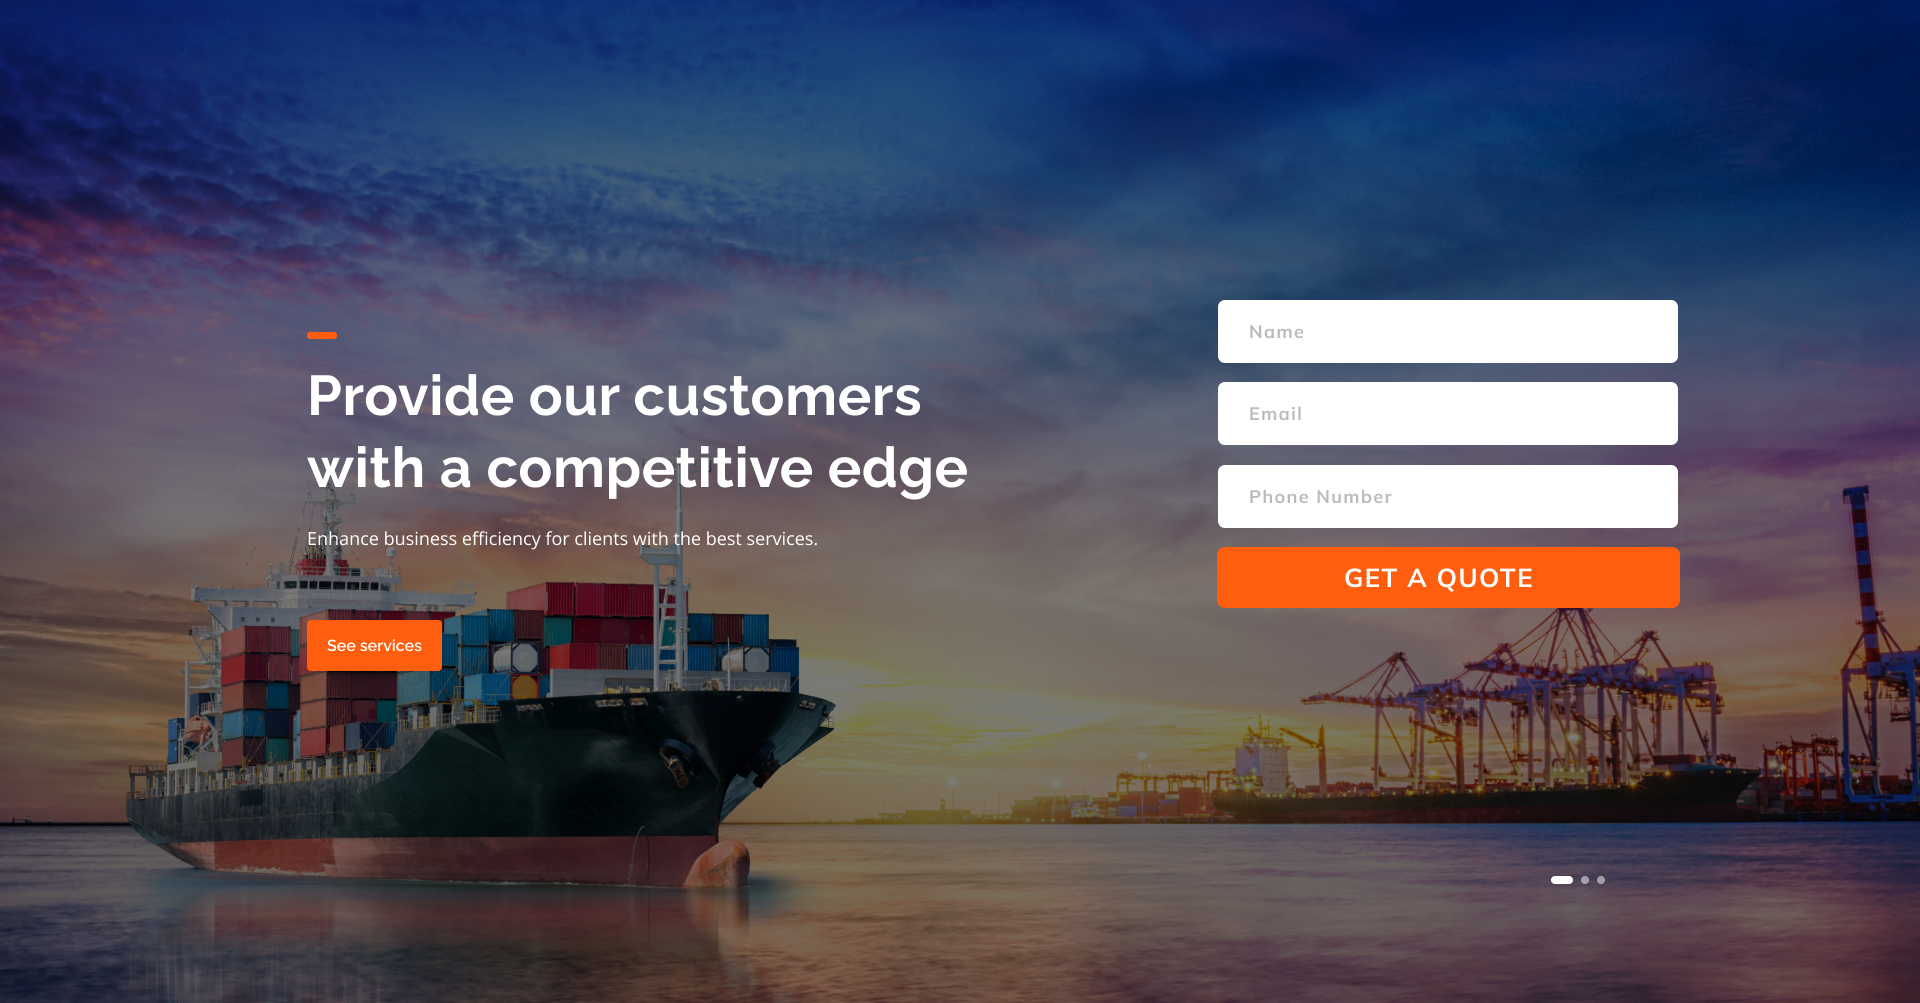 Provide our customers
with a competitive edge
Enhance business efficiency for clients with the best services.
See services
Name
Email
Phone Number
GET A QUOTE